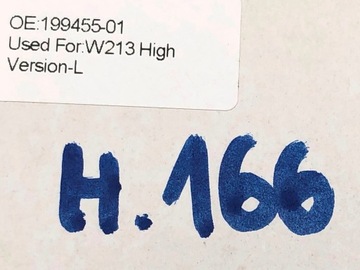 OE:199455-01
Used For:W213 High
Version-L
H.166